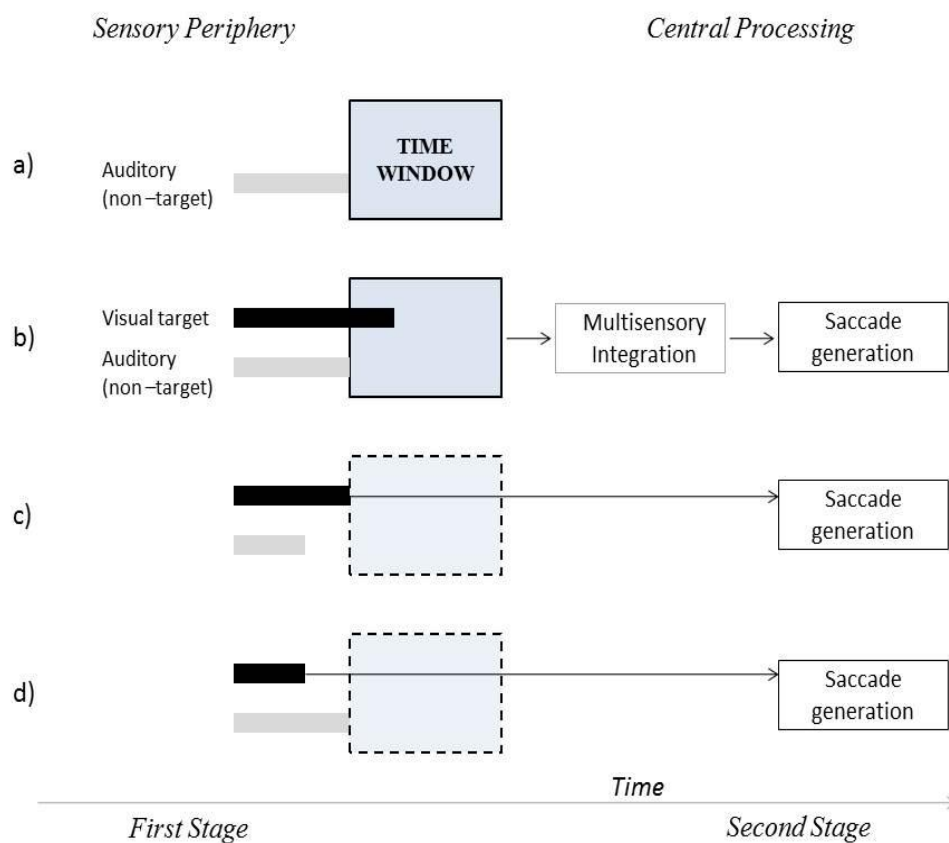 Sensory Periphery
Central Processing
a)
Auditory
(non –target)
TIME
WINDOW
b)
Visual target
Auditory
(non –target)
Multisensory
Integration
Saccade
generation
c)
Saccade
generation
d)
Saccade
generation
Time
First Stage
Second Stage